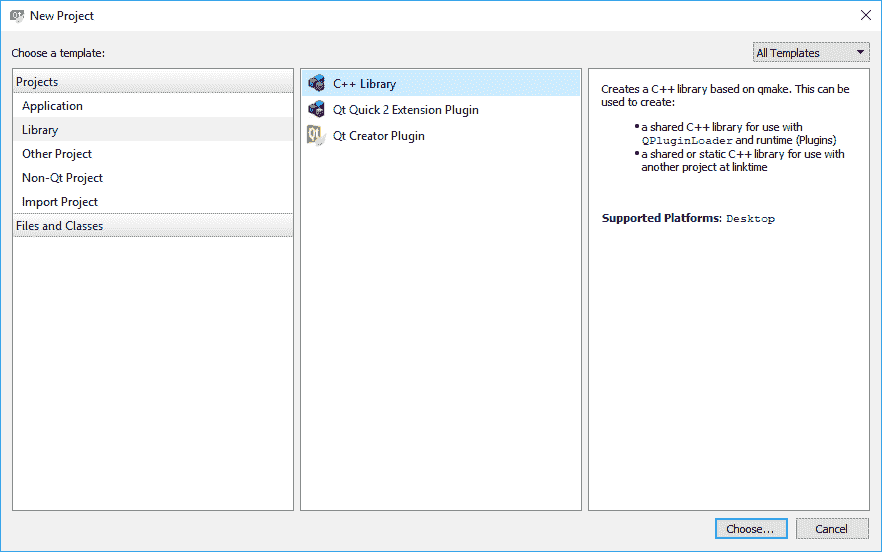 New Project
Choose a template:
All Templates
Projects
Application
Library
Other Project
Non-Qt Project
Import Project
Files and Classes
C++ Library
Qt Quick 2 Extension Plugin
Qt Creator Plugin
Creates a C++ library based on qmake. This can be
used to create:
• a shared C++ library for use with
QPluginLoader and runtime (Plugins)
• a shared or static C++ library for use with
another project at linktime
Supported Platforms: Desktop
Choose...
Cancel